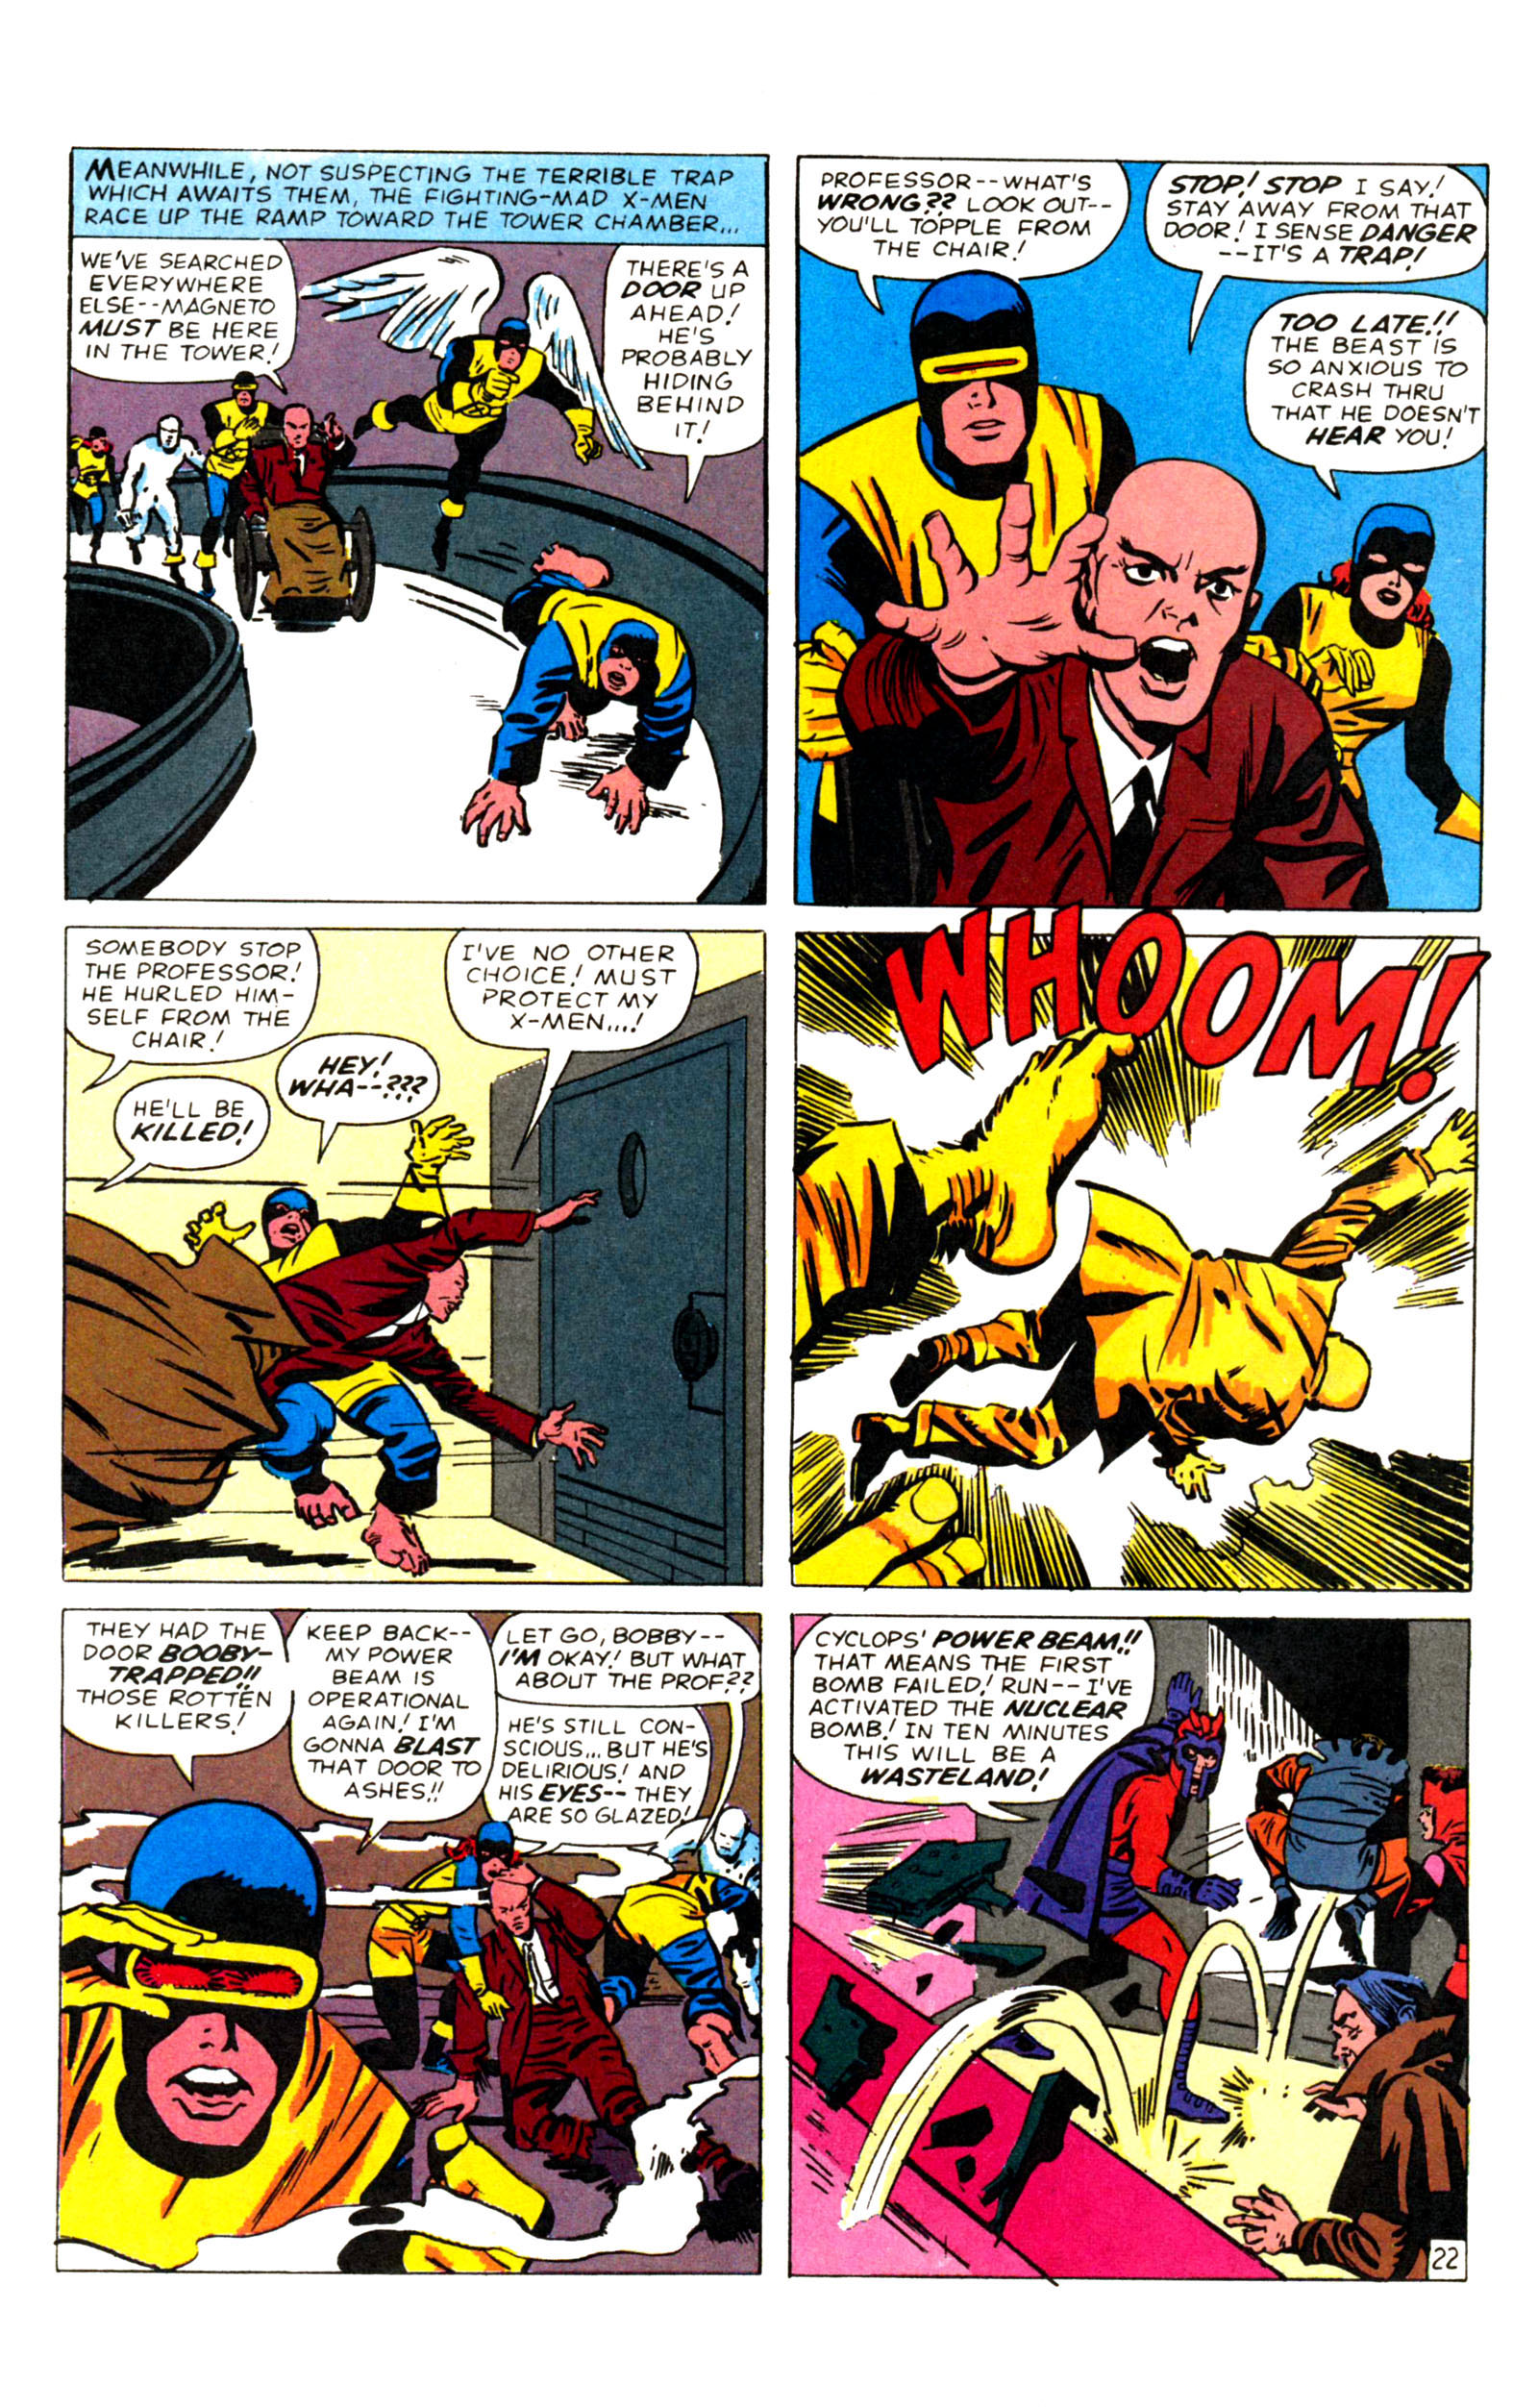 MEANWHILE, NOT SUSPECTING THE TERRIBLE TRAP
WHICH AWAITS THEM, THE FIGHTING-MAD X-MEN
RACE UP THE RAMP TOWARD THE TOWER CHAMBER...
WE'VE SEARCHED
EVERYWHERE
ELSE--MAGNETO
MUST BE HERE
IN THE TOWER!
THERE'S A
DOOR UP
AHEAD!
HE'S
PROBABLY
HIDING
BEHIND
IT!
PROFESSOR--WHAT'S
WRONG?? LOOK OUT--
YOU'LL TOPPLE FROM
THE CHAIR!
STOP! STOP I SAY!
STAY AWAY FROM THAT
DOOR! I SENSE DANGER
--IT'S A TRAP!
TOO LATE!!
THE BEAST IS
SO ANXIOUS TO
CRASH THRU
THAT HE DOESN'T
HEAR YOU!
SOMEBODY STOP
THE PROFESSOR!
HE HURLED HIM-
SELF FROM THE
CHAIR!
HE'LL BE
KILLED!
HEY!
WHA--???
I'VE NO OTHER
CHOICE! MUST
PROTECT MY
X-MEN....!
WHOOM!
THEY HAD THE
DOOR BOOBY-
TRAPPED!!
THOSE ROTTEN
KILLERS!
KEEP BACK--
MY POWER
BEAM IS
OPERATIONAL
AGAIN! I'M
GONNA BLAST
THAT DOOR TO
ASHES!!
LET GO, BOBBY--
I'M OKAY! BUT WHAT
ABOUT THE PROF??
HE'S STILL CON-
SCIOUS... BUT HE'S
DELIRIOUS! AND
HIS EYES-- THEY
ARE SO GLAZED!
CYCLOPS' POWER BEAM!!
THAT MEANS THE FIRST
BOMB FAILED! RUN-- I'VE
ACTIVATED THE NUCLEAR
BOMB! IN TEN MINUTES
THIS WILL BE A
WASTELAND!
22